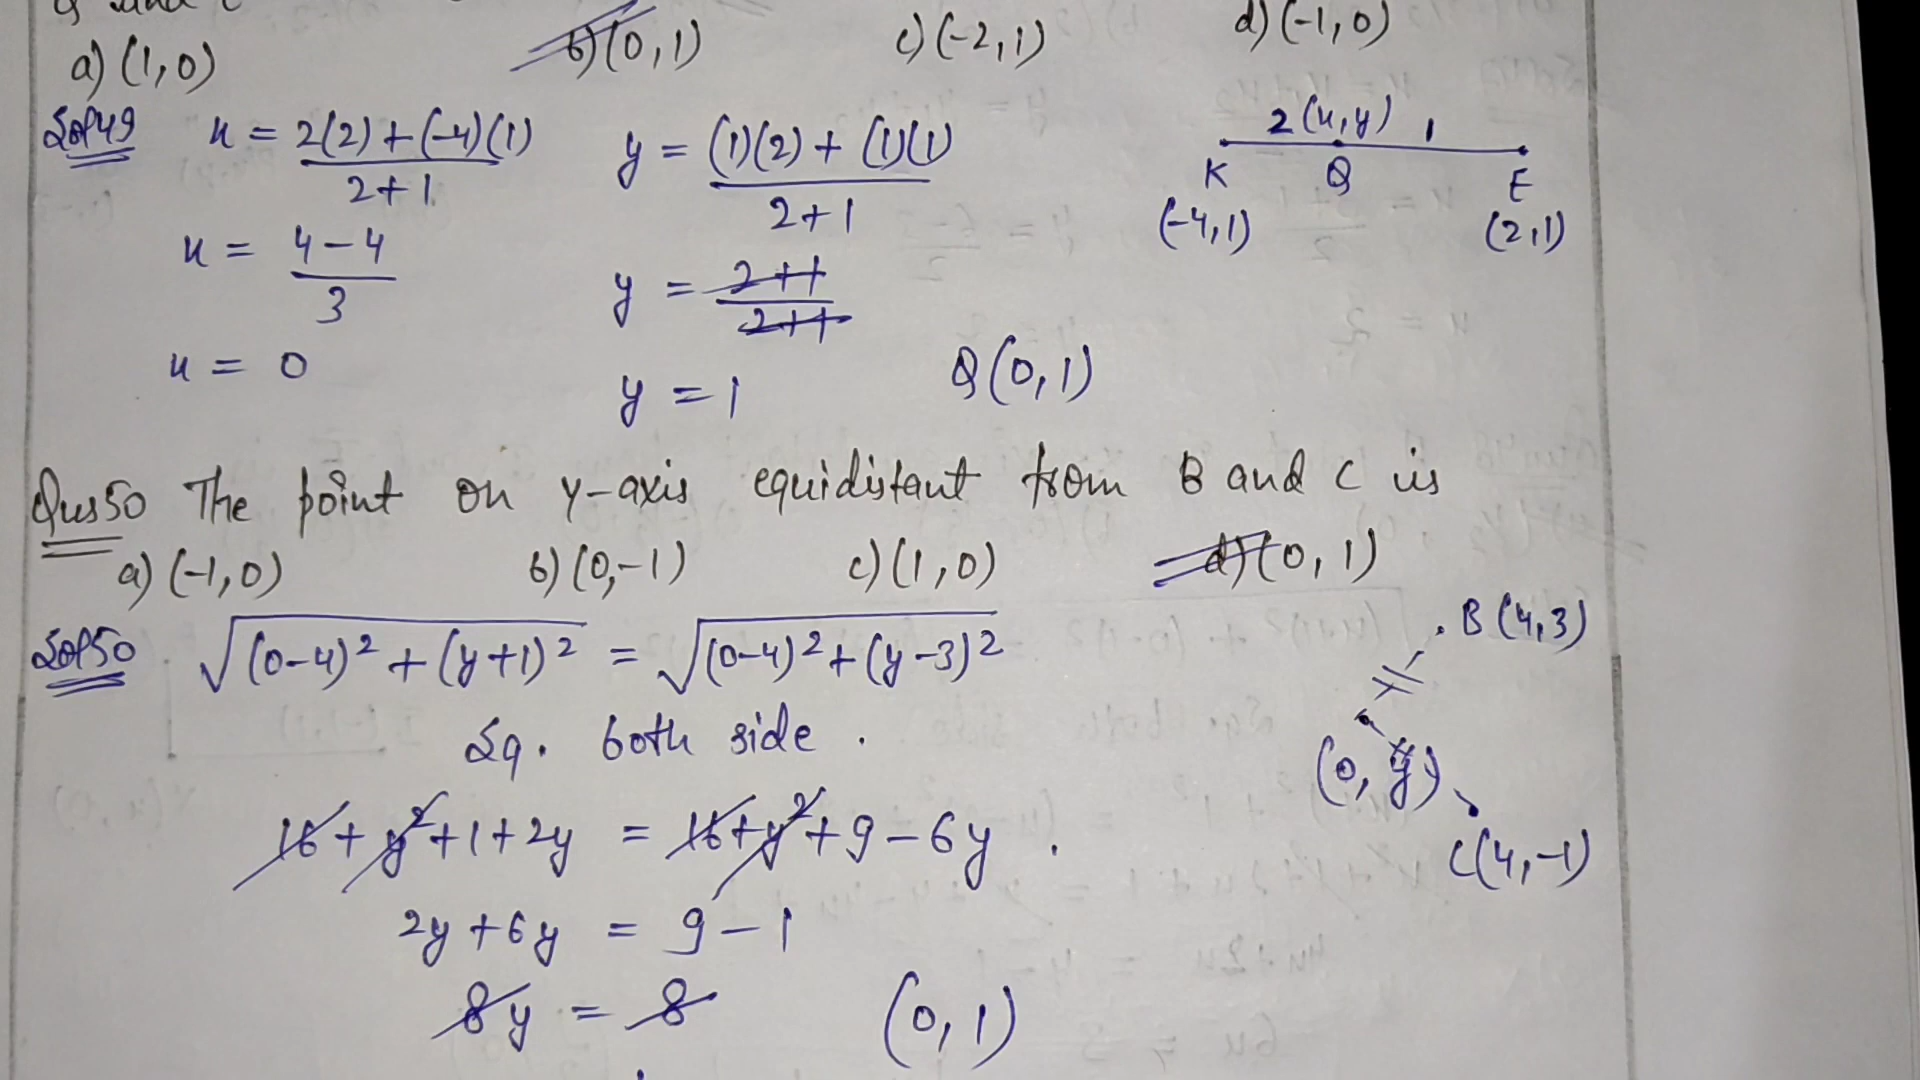 a) (1,0) b) (0,1) c) (-2,1) d) (-1,0)
Sol49 x = 2(2)+(-4)(1) / 2+1 y = (1)(2)+(1)(1) / 2+1
2 (x,y) 1
K Q E
(-4,1) (2,1)
x = 4-4 / 3 y = 2+1 / 2+1
x = 0 y = 1 Q(0,1)
Qus50 The point on y-axis equidistant from B and C is
a) (-1,0) b) (0,-1) c) (1,0) d) (0,1)
Sol50 √(0-4)²+(y+1)² = √(0-4)²+(y-3)²
. B (4,3)
Sq. both side .
(0, y)
16+y²+1+2y = 16+y²+9-6y .
C(4,-1)
2y+6y = 9-1
8y = 8 (0,1)